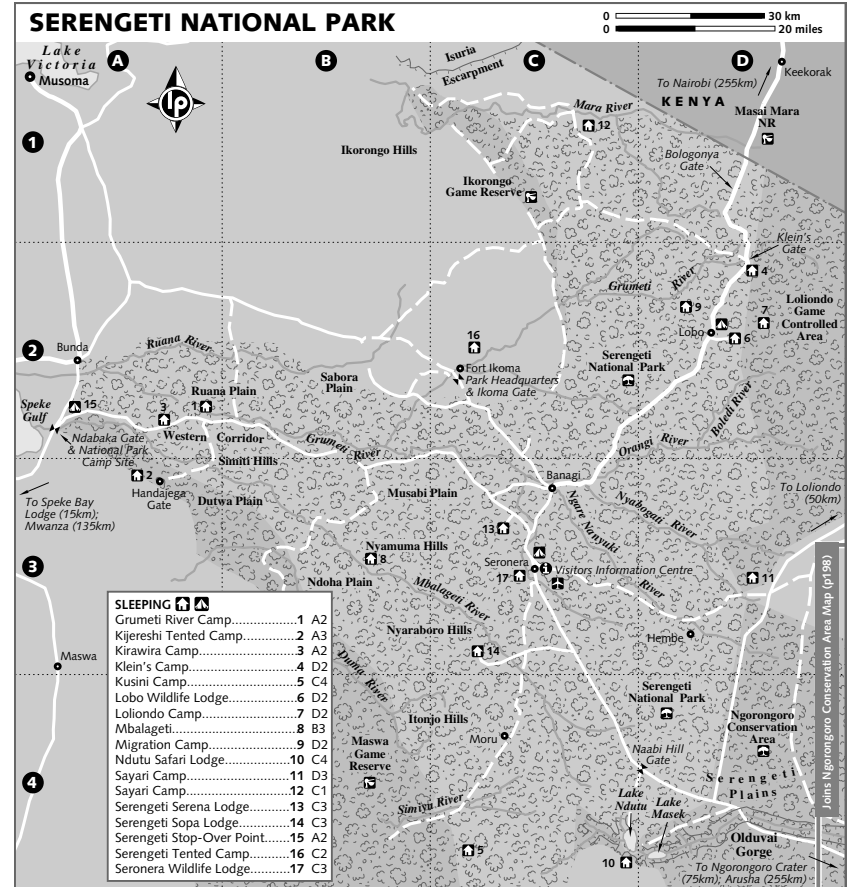 SERENGETI NATIONAL PARK
0 30 km
0 20 miles
A
B
C
D
1
2
3
4
Lake
Victoria
Musoma
lp
Isuria
Escarpment
To Nairobi (255km)
Keekorak
KENYA
Masai Mara
NR
Mara River
12
Ikorongo Hills
Ikorongo
Game Reserve
Bologonya
Gate
Klein's
Gate
4
Grumeti
River
9
7
Loliondo
Game
Controlled
Area
Lobo
6
16
Bunda
Ruana River
Fort Ikoma
Park Headquarters
& Ikoma Gate
Serengeti
National Park
Sabora
Plain
Ruana Plain
Speke
Gulf
15
3
1
Boledi River
Ndabaka Gate
& National Park
Camp Site
Western Corridor
Grumeti River
Orangi River
Simiti Hills
2
Handajega
Gate
Dutwa Plain
Musabi Plain
Banagi
To Loliondo
(50km)
To Speke Bay
Lodge (15km);
Mwanza (135km)
Ngare Nanyuki
River
Nyabogati River
13
Nyamuma Hills
8
Seronera
i
Visitors Information Centre
17
11
Ndoha Plain
Mbalageti River
Nyaraboro Hills
Hembe
14
Maswa
Duma River
Serengeti
National Park
Itonjo Hills
Ngorongoro
Conservation
Area
Moru
Maswa
Game
Reserve
Naabi Hill
Gate
Serengeti
Plains
Simiyu River
Lake
Ndutu
Lake
Masek
Olduvai
Gorge
5
10
To Ngorongoro Crater
(75km); Arusha (255km)
Joins Ngorongoro Conservation Area Map (p198)
SLEEPING
Grumeti River Camp..................1 A2
Kijereshi Tented Camp...............2 A3
Kirawira Camp.........................3 A2
Klein's Camp............................4 D2
Kusini Camp.............................5 C4
Lobo Wildlife Lodge..................6 D2
Loliondo Camp.........................7 D2
Mbalageti.................................8 B3
Migration Camp........................9 D2
Ndutu Safari Lodge.................10 C4
Sayari Camp...........................11 D3
Sayari Camp...........................12 C1
Serengeti Serena Lodge..........13 C3
Serengeti Sopa Lodge.............14 C3
Serengeti Stop-Over Point......15 A2
Serengeti Tented Camp..........16 C2
Seronera Wildlife Lodge.........17 C3